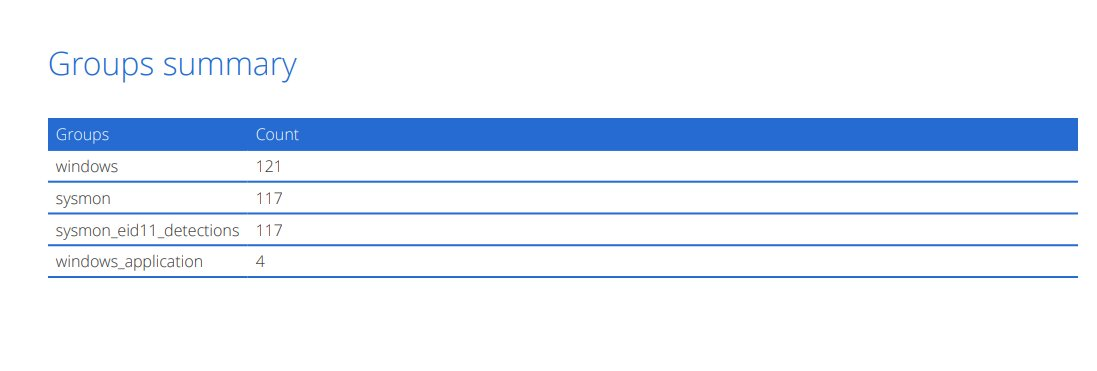 Groups summary
Groups Count
windows 121
sysmon 117
sysmon_eid11_detections 117
windows_application 4